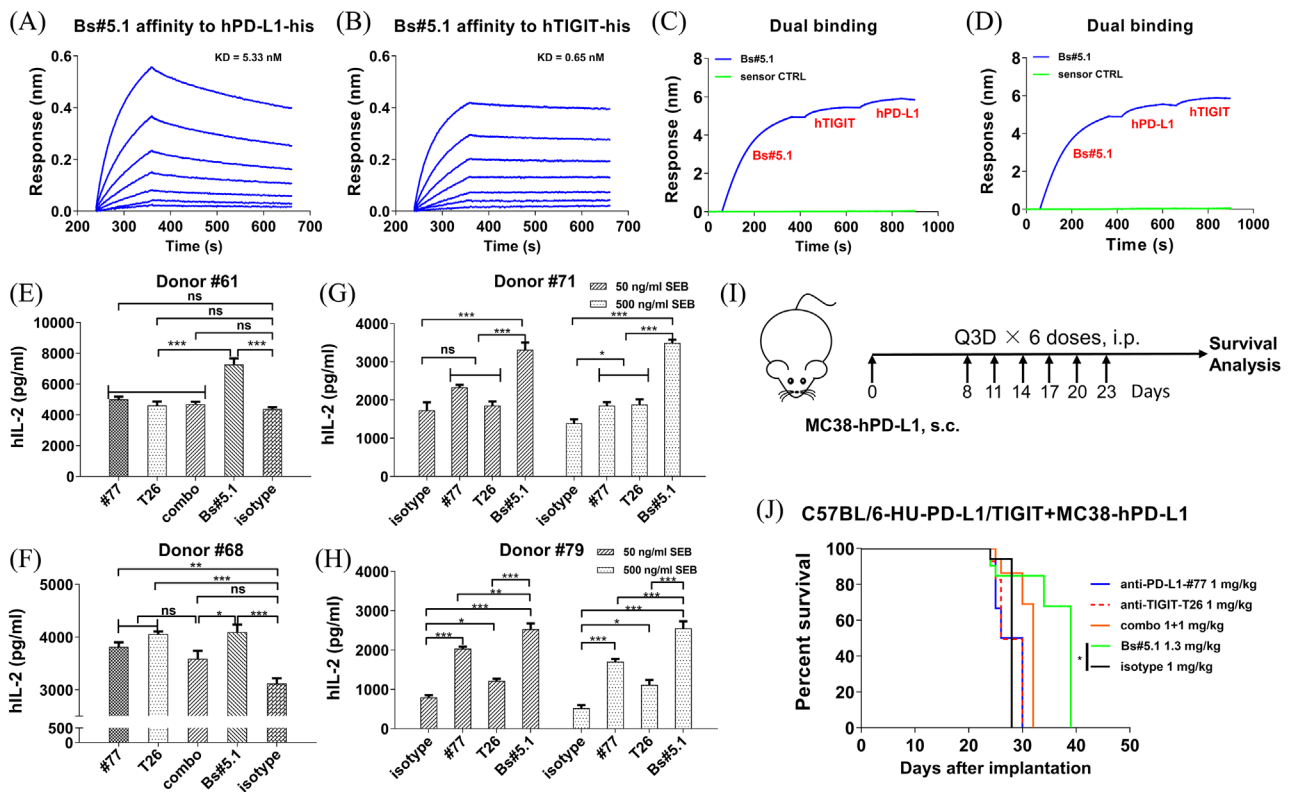 (A)
Bs#5.1 affinity to hPD-L1-his
KD = 5.33 nM
Response (nm)
0.6
0.4
0.2
0.0
200 300 400 500 600 700
Time (s)
(B)
Bs#5.1 affinity to hTIGIT-his
KD = 0.65 nM
Response (nm)
0.6
0.4
0.2
0.0
200 300 400 500 600 700
Time (s)
(C)
Dual binding
Bs#5.1
sensor CTRL
Response (nm)
8
6
4
2
0
hTIGIT
hPD-L1
Bs#5.1
0 200 400 600 800 1000
Time (s)
(D)
Dual binding
Bs#5.1
sensor CTRL
Response (nm)
8
6
4
2
0
hPD-L1
hTIGIT
Bs#5.1
0 200 400 600 800 1000
Time (s)
(E)
Donor #61
hIL-2 (pg/ml)
10000
8000
6000
4000
2000
0
ns
ns
ns
*** ***
#77 T26 combo Bs#5.1 isotype
(G)
Donor #71
50 ng/ml SEB
500 ng/ml SEB
hIL-2 (pg/ml)
4000
3000
2000
1000
0
*** ***
*** ***
ns *
isotype #77 T26 Bs#5.1 isotype #77 T26 Bs#5.1
(I)
Q3D × 6 doses, i.p.
Survival
Analysis
0 8 11 14 17 20 23 Days
MC38-hPD-L1, s.c.
(F)
Donor #68
hIL-2 (pg/ml)
5000
4000
3000
500
0
**
***
ns
ns * ***
#77 T26 combo Bs#5.1 isotype
(H)
Donor #79
50 ng/ml SEB
500 ng/ml SEB
hIL-2 (pg/ml)
4000
3000
2000
1000
0
*** ***
** ***
*** ***
* *
*** ***
isotype #77 T26 Bs#5.1 isotype #77 T26 Bs#5.1
(J)
C57BL/6-HU-PD-L1/TIGIT+MC38-hPD-L1
Percent survival
100
80
60
40
20
0
0 10 20 30 40 50
Days after implantation
anti-PD-L1-#77 1 mg/kg
anti-TIGIT-T26 1 mg/kg
combo 1+1 mg/kg
Bs#5.1 1.3 mg/kg
isotype 1 mg/kg
*